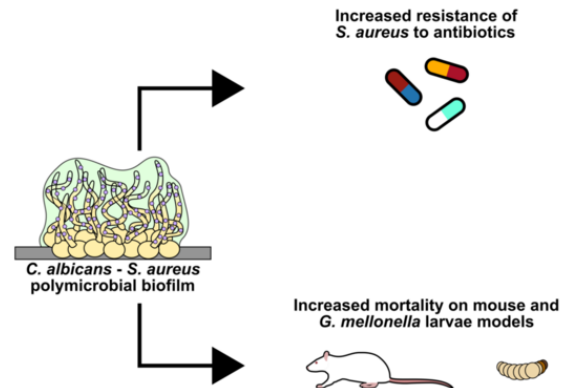 Increased resistance of
S. aureus to antibiotics
C. albicans - S. aureus
polymicrobial biofilm
Increased mortality on mouse and
G. mellonella larvae models